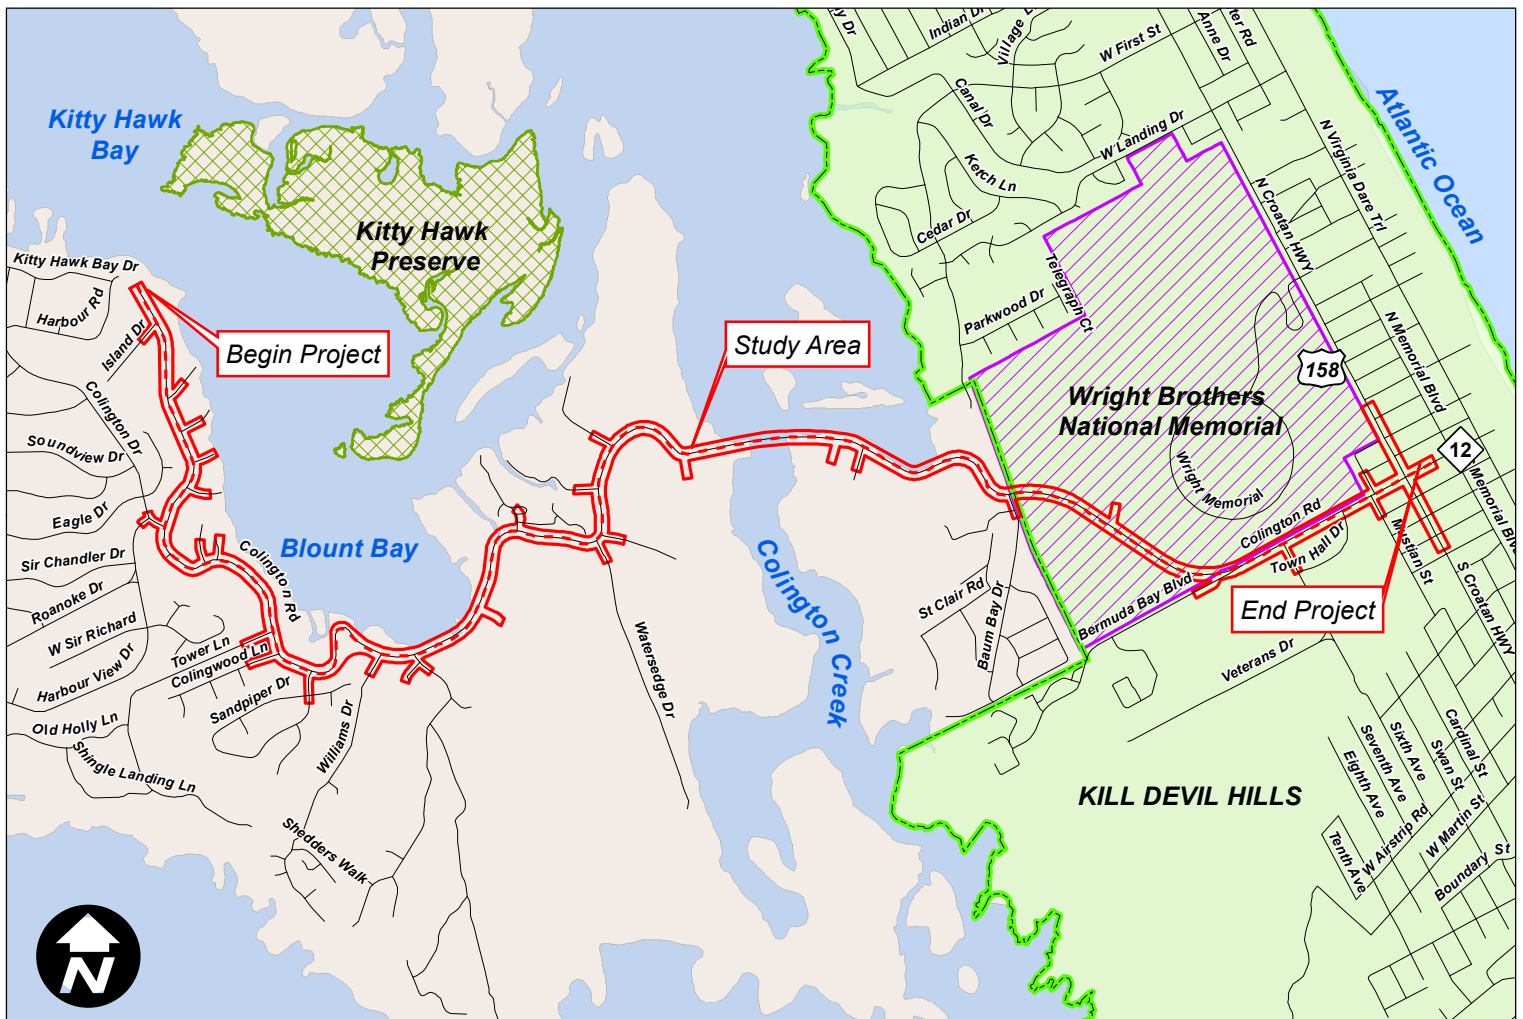 ey Dr
Indian Dr
Village
W First St
Anne Dr
ter Rd
Canal Dr
W Landing Dr
Kerch Ln
Cedar Dr
N Virginia Dare Trl
Atlantic Ocean
N Croatan HWY
Kitty Hawk
Bay
Kitty Hawk
Preserve
Kitty Hawk Bay Dr
Harbour Rd
Island Dr
Begin Project
Study Area
Parkwood Dr
Telegraph Ct
N Memorial Blvd
158
Wright Brothers
National Memorial
Wright Memorial
12
Colington Dr
Soundview Dr
Eagle Dr
Sir Chandler Dr
Roanoke Dr
W Sir Richard
Harbour View Dr
Old Holly Ln
Shingle Landing Ln
Tower Ln
Colingwood Ln
Sandpiper Dr
Colington Rd
Blount Bay
Williams Dr
Shedders Walk
Watersedge Dr
Colington Creek
St Clair Rd
Baum Bay Dr
Bermuda Bay Blvd
Colington Rd
Town Hall Dr
Mustian St
Memorial Blv
S Croatan HWY
End Project
Veterans Dr
KILL DEVIL HILLS
Cardinal St
Swan St
Sixth Ave
Seventh Ave
Eighth Ave
Tenth Ave
W Airstrip Rd
W Martin St
Boundary St
N